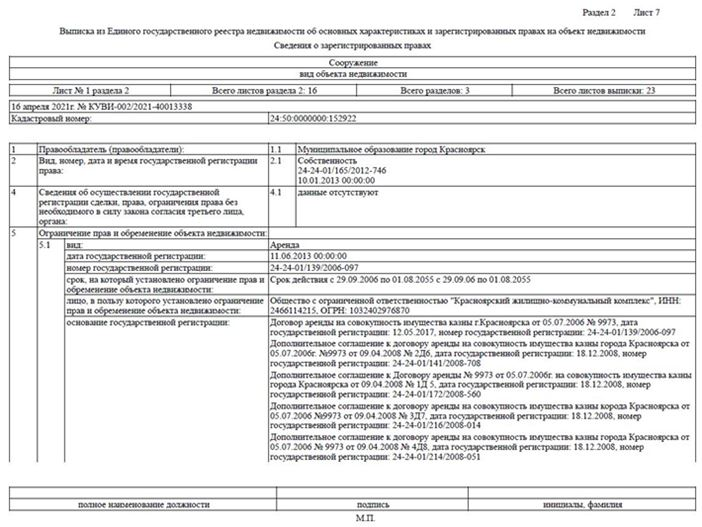 Раздел 2 Лист 7
Выписка из Единого государственного реестра недвижимости об основных характеристиках и зарегистрированных правах на объект недвижимости
Сведения о зарегистрированных правах
Сооружение
вид объекта недвижимости
Лист № 1 раздела 2 Всего листов раздела 2: 16 Всего разделов: 3 Всего листов выписки: 23
16 апреля 2021г. № КУВИ-002/2021-40013338
Кадастровый номер: 24:50:0000000:152922
1 Правообладатель (правообладатели): 1.1 Муниципальное образование город Красноярск
2 Вид, номер, дата и время государственной регистрации права: 2.1 Собственность
24-24-01/165/2012-746
10.01.2013 00:00:00
4 Сведения об осуществлении государственной регистрации сделки, права, ограничения права без необходимого в силу закона согласия третьего лица, органа: 4.1 данные отсутствуют
5 Ограничение прав и обременение объекта недвижимости:
5.1 вид: Аренда
дата государственной регистрации: 11.06.2013 00:00:00
номер государственной регистрации: 24-24-01/139/2006-097
срок, на который установлено ограничение прав и обременение объекта недвижимости: Срок действия с 29.09.2006 по 01.08.2055 с 29.09.06 по 01.08.2055
лицо, в пользу которого установлено ограничение прав и обременение объекта недвижимости: Общество с ограниченной ответственностью "Красноярский жилищно-коммунальный комплекс", ИНН: 2466114215, ОГРН: 1032402976870
основание государственной регистрации: Договор аренды на совокупность имущества казны г.Красноярска от 05.07.2006 № 9973, дата
государственной регистрации: 12.05.2017, номер государственной регистрации: 24-24-01/139/2006-097
Дополнительное соглашение к договору аренды на совокупность имущества казны города Красноярска от
05.07.2006г. №9973 от 09.04.2008 № 2Д6, дата государственной регистрации: 18.12.2008, номер
государственной регистрации: 24-24-01/141/2008-708
Дополнительное соглашение к Договору аренды № 9973 от 05.07.2006г. на совокупность имущества казны
города Красноярска от 09.04.2008 № 1Д 5, дата государственной регистрации: 18.12.2008, номер
государственной регистрации: 24-24-01/172/2008-560
Дополнительное соглашение к договору аренды на совокупность имущества казны корода Красноярска от
05.07.2006 №9973 от 09.04.2008 № 3Д7, дата государственной регистрации: 18.12.2008, номер
государственной регистрации: 24-24-01/216/2008-014
Дополнительное соглашение к договору аренды на совокупность имущества казны города Красноярска от
05.07.2006 № 9973 от 09.04.2008 № 4Д8, дата государственной регистрации: 18.12.2008, номер
государственной регистрации: 24-24-01/214/2008-051
полное наименование должности подпись инициалы, фамилия
М.П.